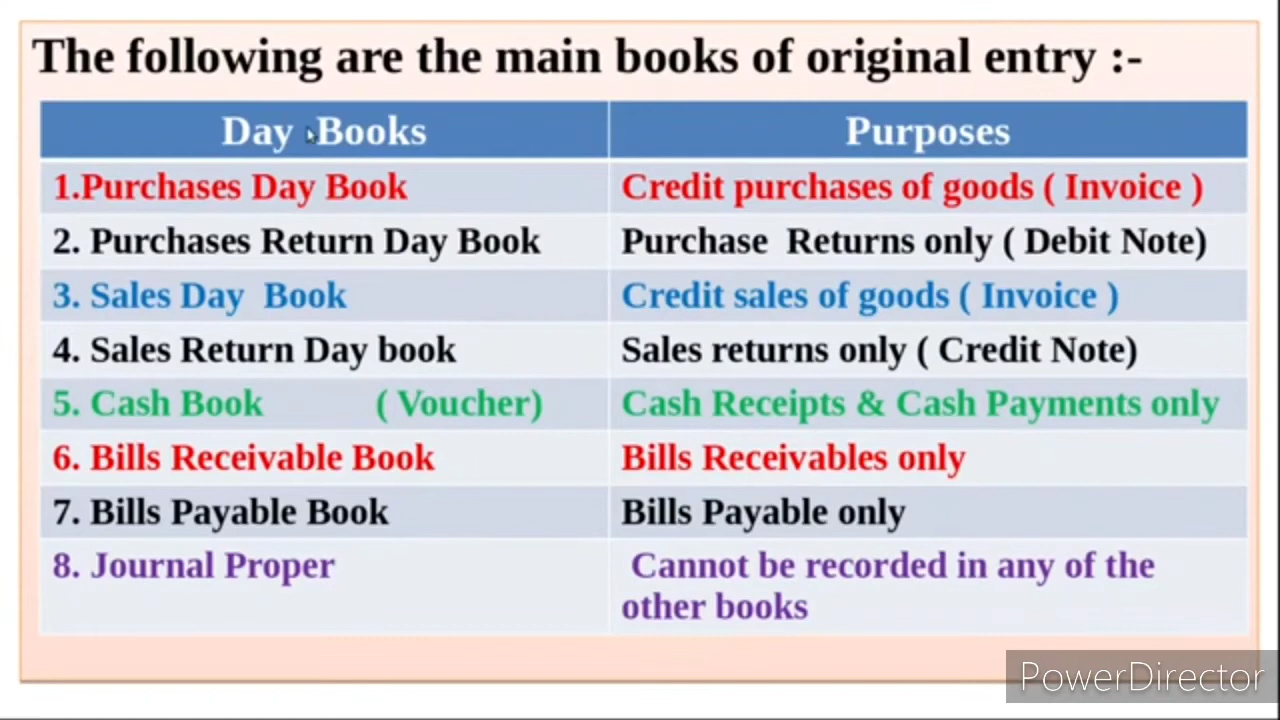 The following are the main books of original entry :-
Day Books Purposes
1.Purchases Day Book Credit purchases of goods ( Invoice )
2. Purchases Return Day Book Purchase Returns only ( Debit Note)
3. Sales Day Book Credit sales of goods ( Invoice )
4. Sales Return Day book Sales returns only ( Credit Note)
5. Cash Book ( Voucher) Cash Receipts & Cash Payments only
6. Bills Receivable Book Bills Receivables only
7. Bills Payable Book Bills Payable only
8. Journal Proper Cannot be recorded in any of the
other books
PowerDirector